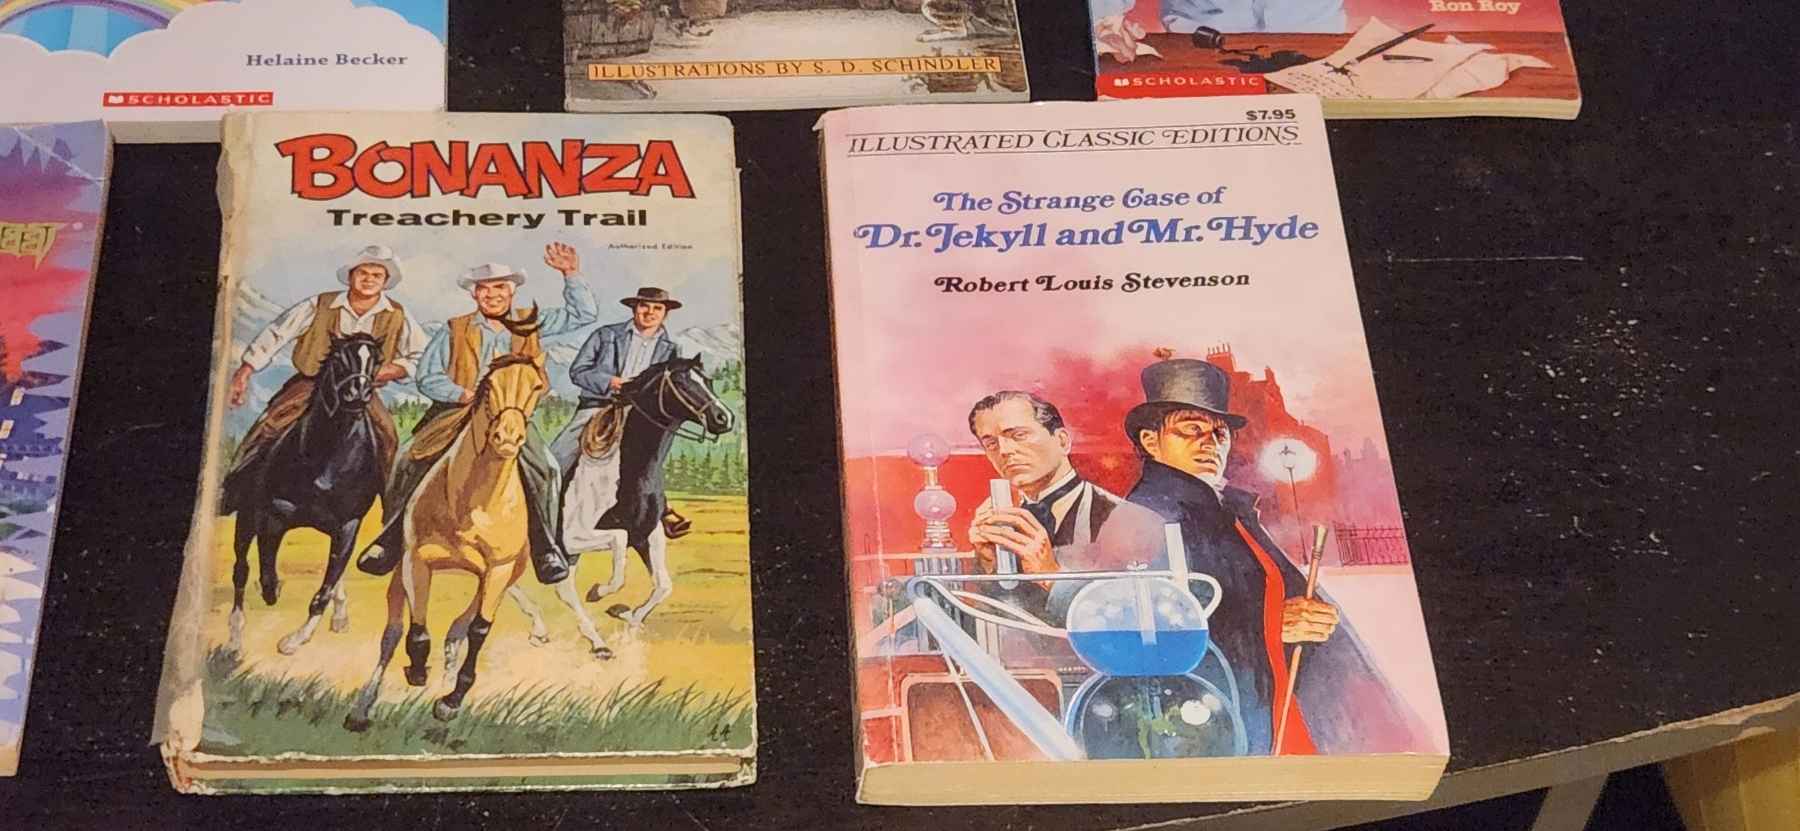 Helaine Becker
SCHOLASTIC
ILLUSTRATIONS BY S. D. SCHINDLER
Ron Roy
SCHOLASTIC
BONANZA
Treachery Trail
Authorized Edition
$7.95
ILLUSTRATED CLASSIC EDITIONS
The Strange Case of
Dr. Jekyll and Mr. Hyde
Robert Louis Stevenson